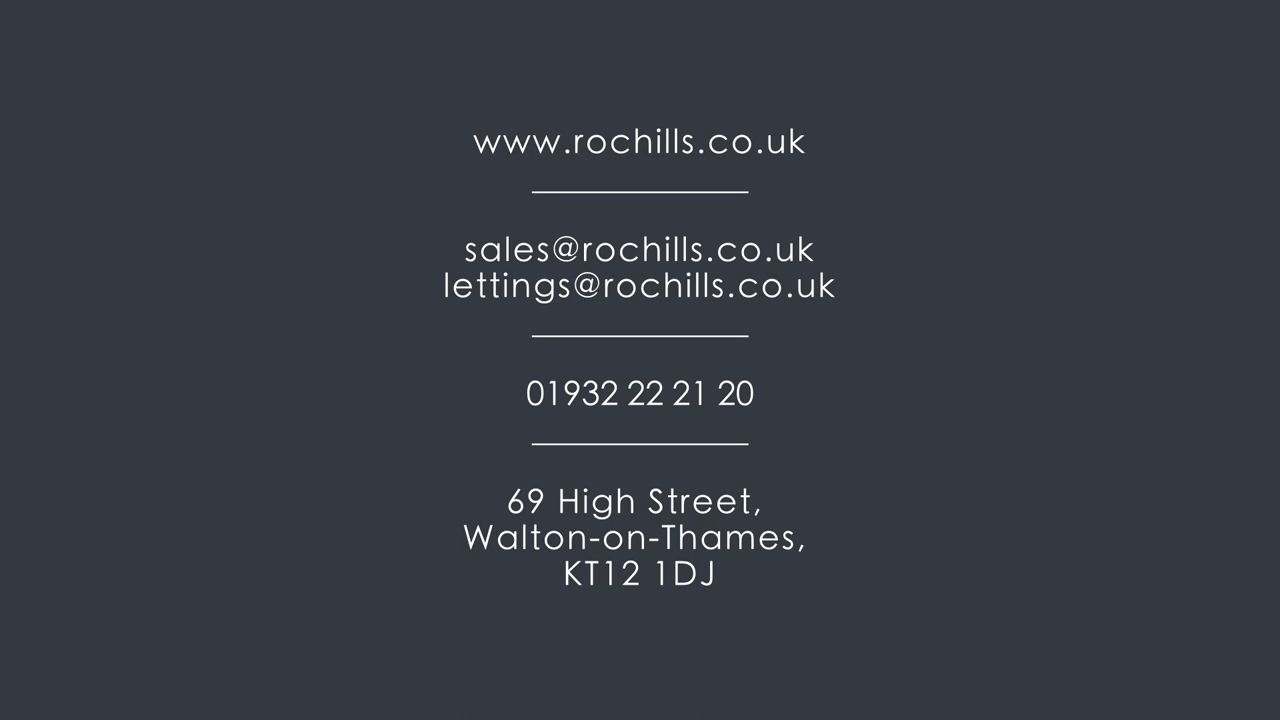 www.rochills.co.uk
sales@rochills.co.uk
lettings@rochills.co.uk
01932 22 21 20
69 High Street,
Walton-on-Thames,
KT12 1DJ